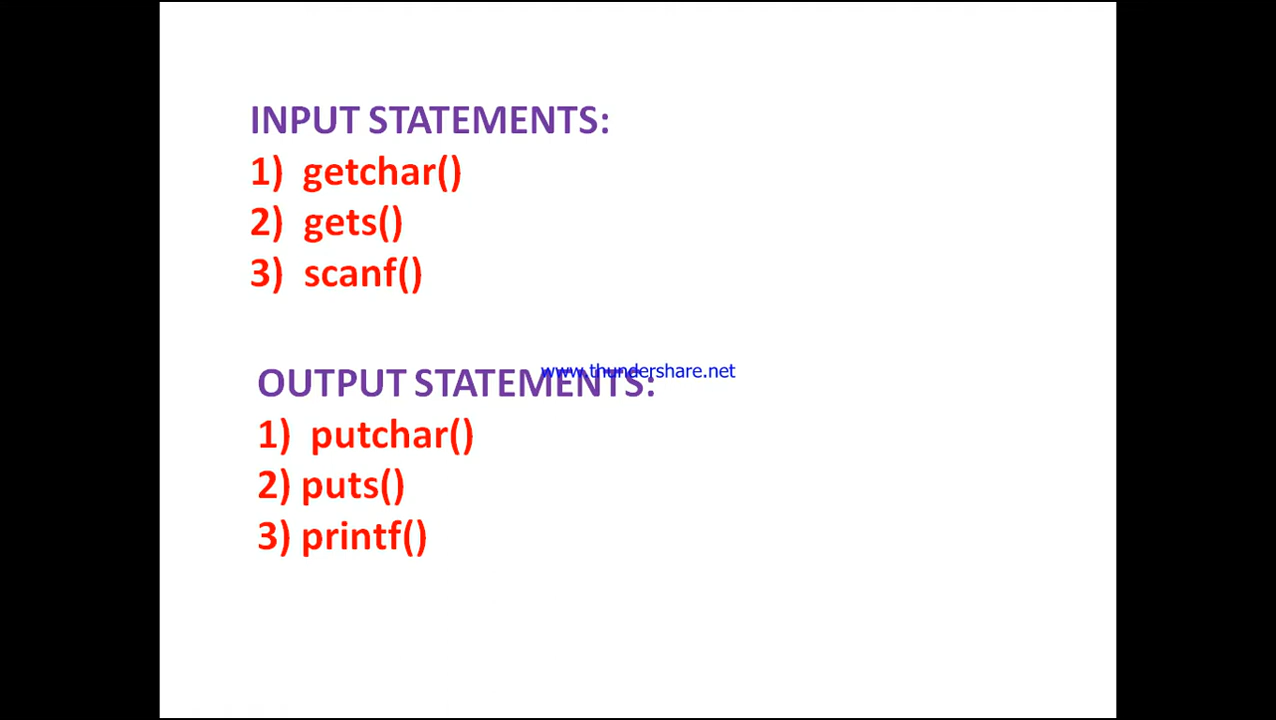 INPUT STATEMENTS:
1) getchar()
2) gets()
3) scanf()
www.thundershare.net
OUTPUT STATEMENTS:
1) putchar()
2) puts()
3) printf()